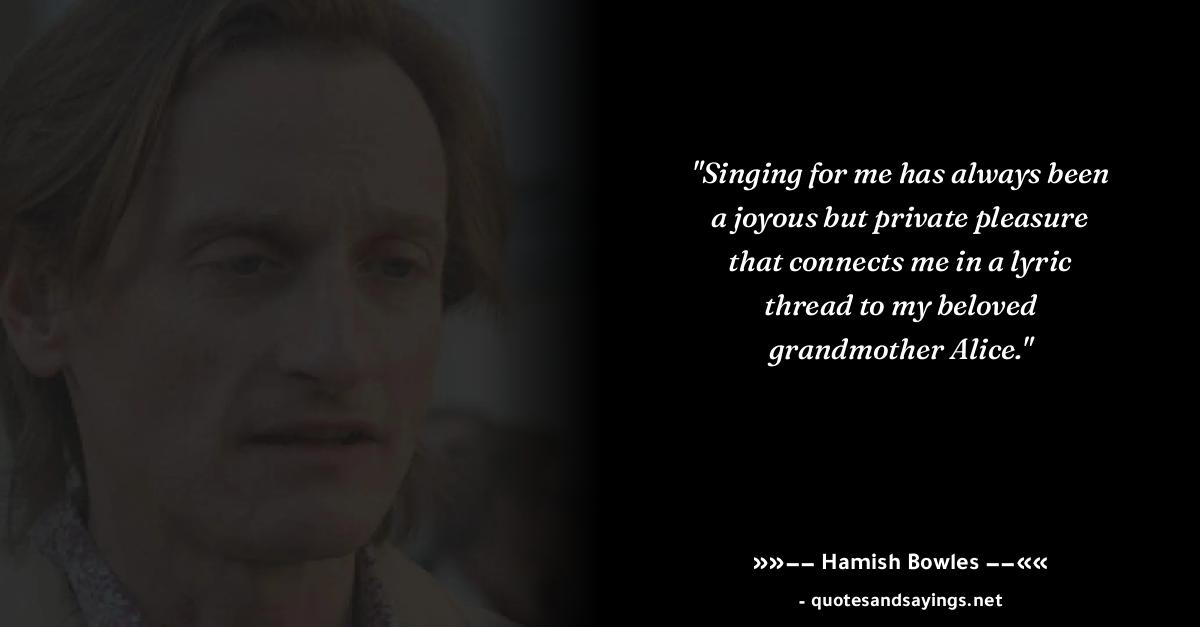 "Singing for me has always been
a joyous but private pleasure
that connects me in a lyric
thread to my beloved
grandmother Alice."
»»−− Hamish Bowles −−««
- quotesandsayings.net